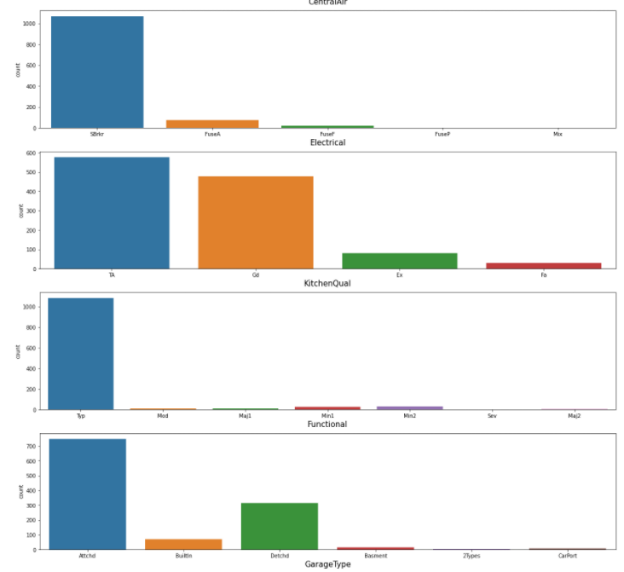 CentralAir
1000
800
600
400
200
0
count
SBrkr FuseA FuseF FuseP Mix
Electrical
600
500
400
300
200
100
0
count
TA Gd Ex Fa
KitchenQual
1000
800
600
400
200
0
count
Typ Mod Maj1 Min1 Min2 Sev Maj2
Functional
700
600
500
400
300
200
100
0
count
Attchd BuiltIn Detchd Basment 2Types CarPort
GarageType